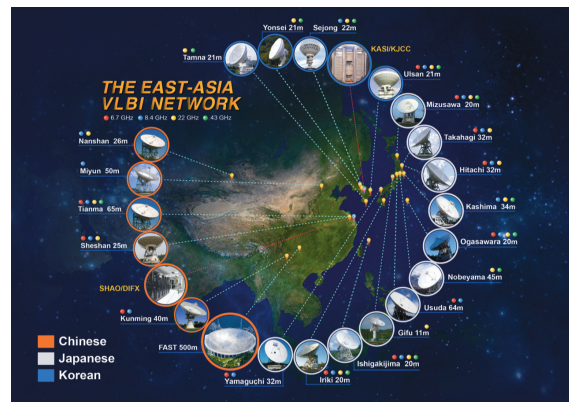 Yonsei 21m
Sejong 22m
Tamna 21m
KASI/KJCC
Ulsan 21m
THE EAST-ASIA
VLBI NETWORK
6.7 GHz 8.4 GHz 22 GHz 43 GHz
Mizusawa 20m
Takahagi 32m
Nanshan 26m
Hitachi 32m
Miyun 50m
Kashima 34m
Tianma 65m
Ogasawara 20m
Sheshan 25m
Nobeyama 45m
SHAO/DIFX
Usuda 64m
Kunming 40m
Gifu 11m
FAST 500m
Ishigakijima 20m
Yamaguchi 32m
Iriki 20m
Chinese
Japanese
Korean